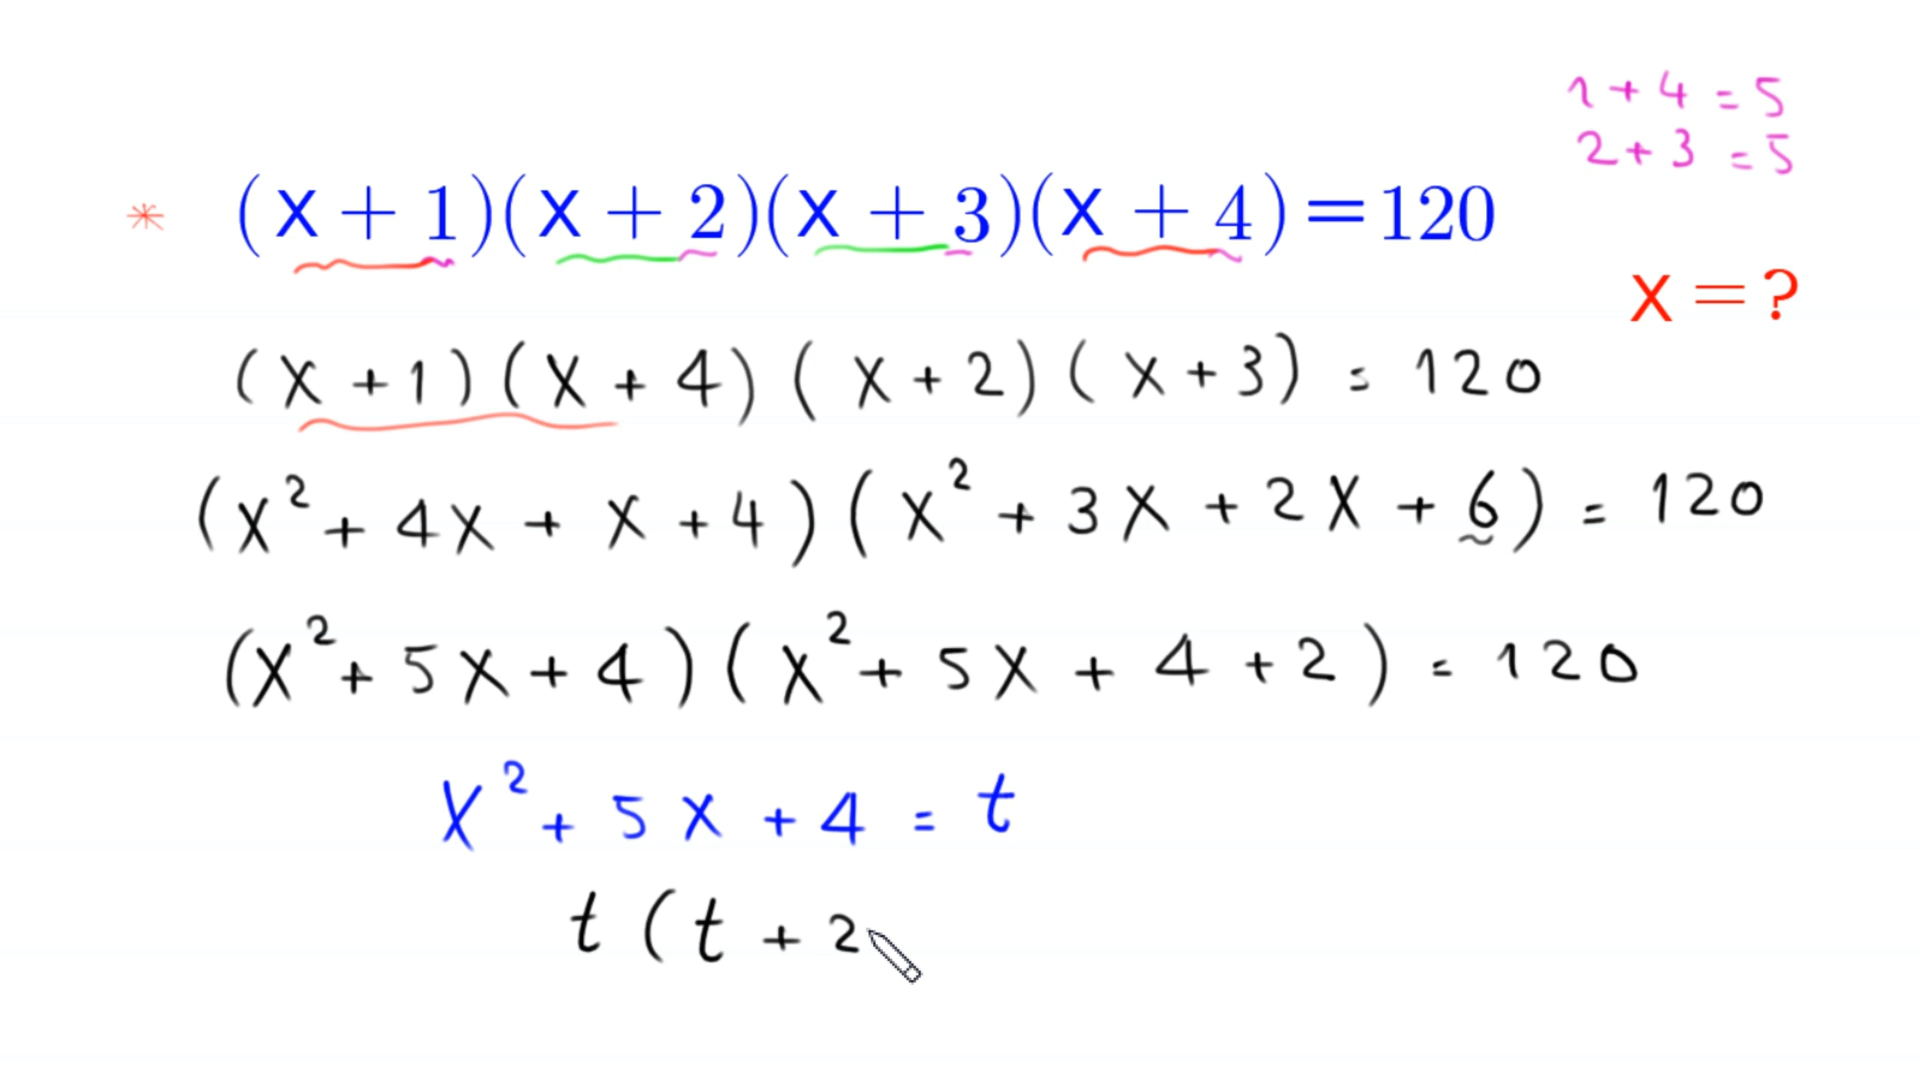 1 + 4 = 5
2 + 3 = 5
* (x + 1)(x + 2)(x + 3)(x + 4) = 120
x = ?
(x + 1)(x + 4)(x + 2)(x + 3) = 120
(x² + 4x + x + 4)(x² + 3x + 2x + 6) = 120
(x² + 5x + 4)(x² + 5x + 4 + 2) = 120
x² + 5x + 4 = t
t(t + 2